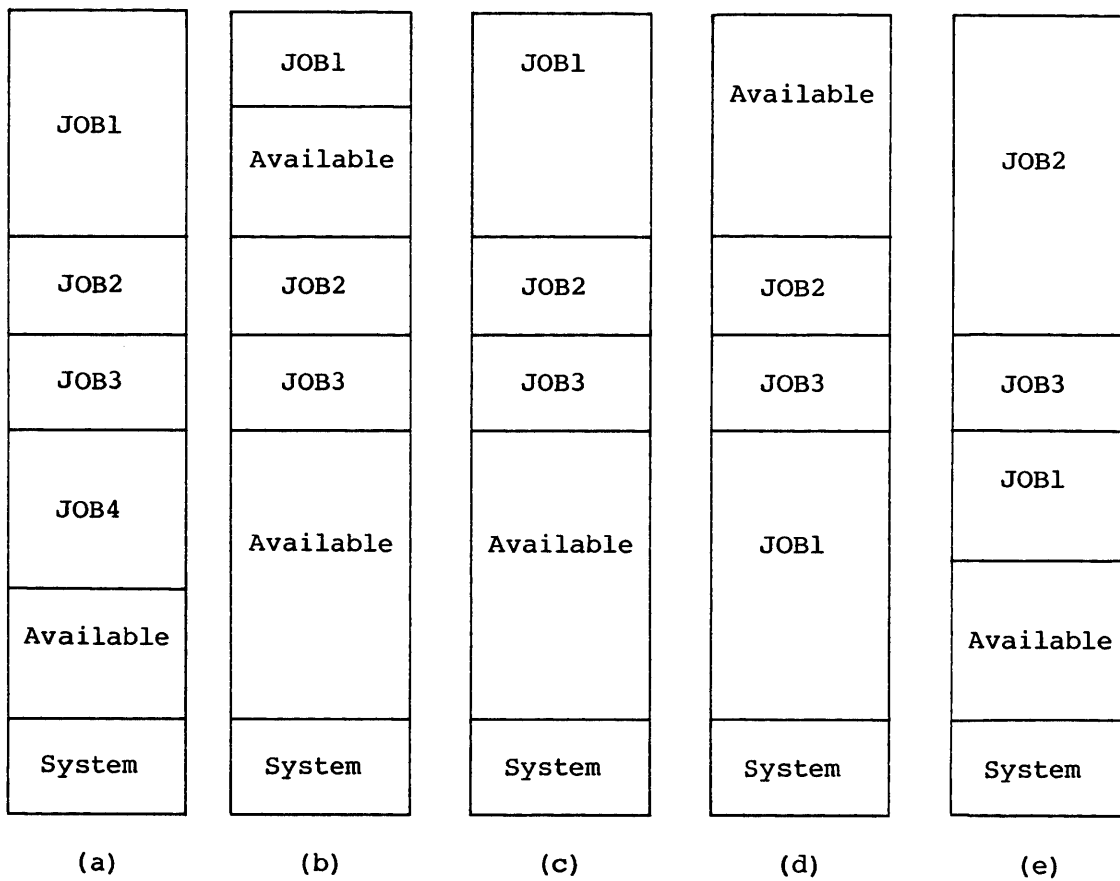 JOB1
JOB2
JOB3
JOB4
Available
System
(a)
JOB1
Available
JOB2
JOB3
Available
System
(b)
JOB1
JOB2
JOB3
Available
System
(c)
Available
JOB2
JOB3
JOB1
System
(d)
JOB2
JOB3
JOB1
Available
System
(e)